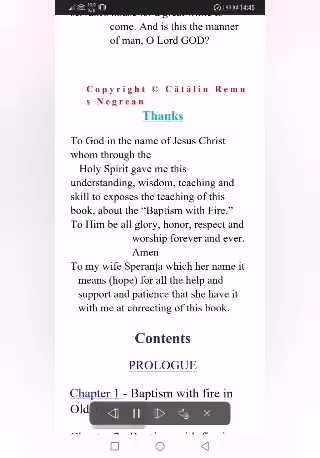 come. And is this the manner
of man, O Lord GOD?
Copyright © Cătălin Remu
s Negrean
Thanks
To God in the name of Jesus Christ
whom through the
Holy Spirit gave me this
understanding, wisdom, teaching and
skill to exposes the teaching of this
book, about the “Baptism with Fire.”
To Him be all glory, honor, respect and
worship forever and ever.
Amen
To my wife Speranța which her name it
means (hope) for all the help and
support and patience that she have it
with me at correcting of this book.
Contents
PROLOGUE
Chapter 1 - Baptism with fire in
Old